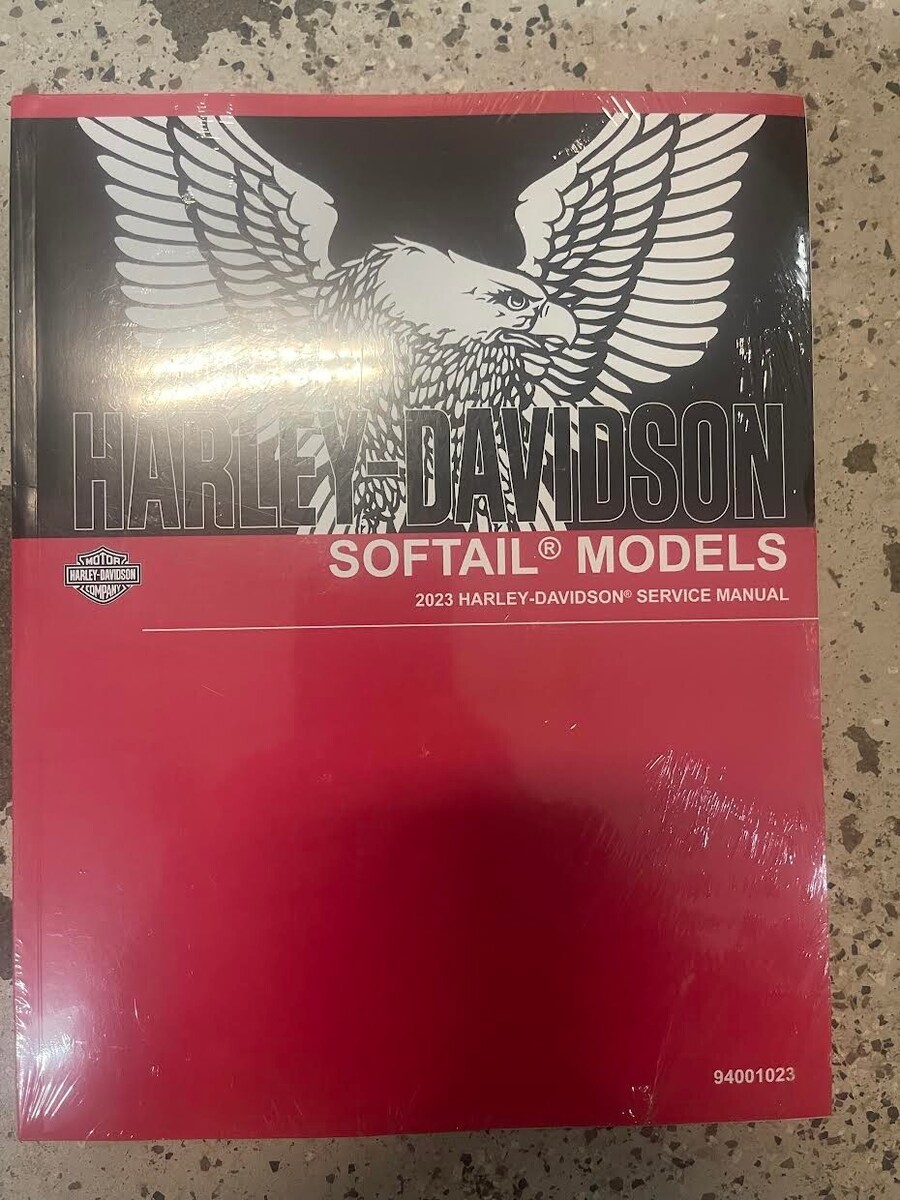 HARLEY-DAVIDSON
SOFTAIL® MODELS
MOTOR
HARLEY-DAVIDSON
COMPANY
2023 HARLEY-DAVIDSON® SERVICE MANUAL
94001023